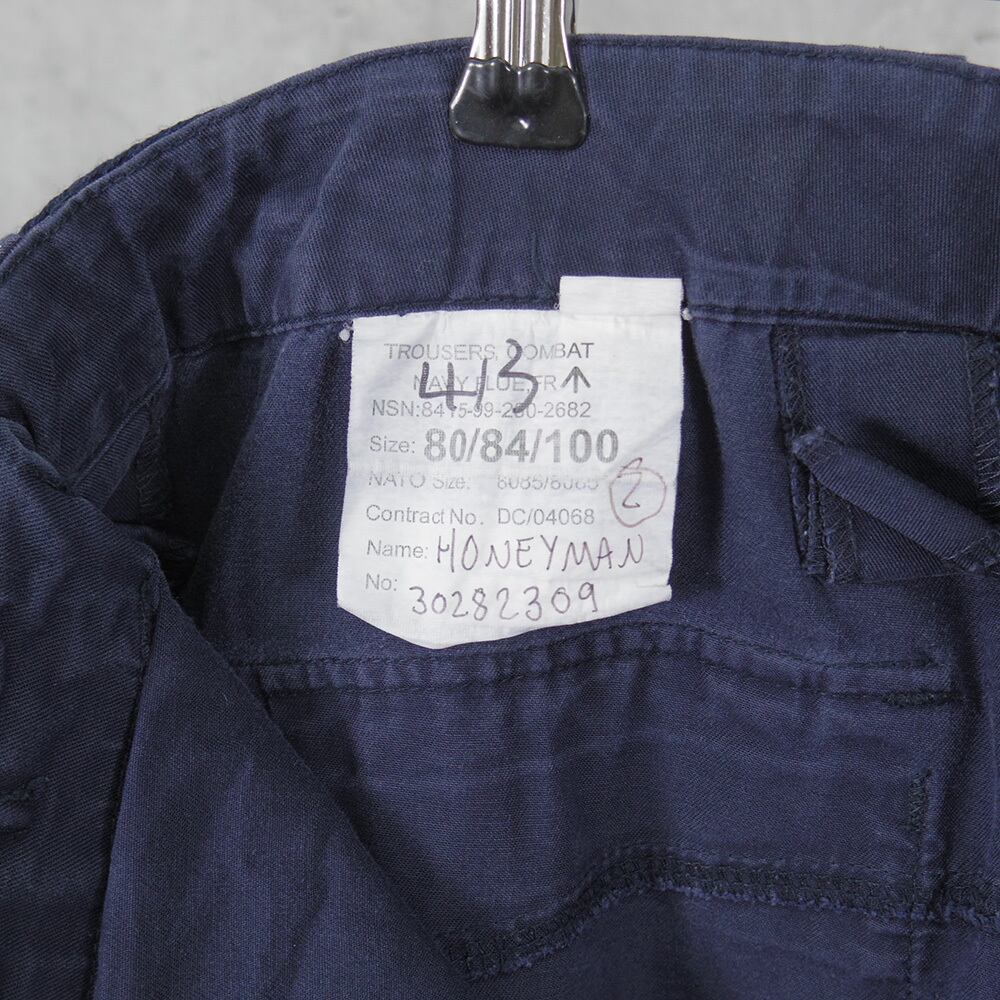 TROUSERS, COMBAT
413
NAVY BLUE, FR ↑
NSN:8415-99-280-2682
Size: 80/84/100
NATO Size: 8085/8065
2
Contract No. DC/04068
Name: HONEYMAN
No: 30282309